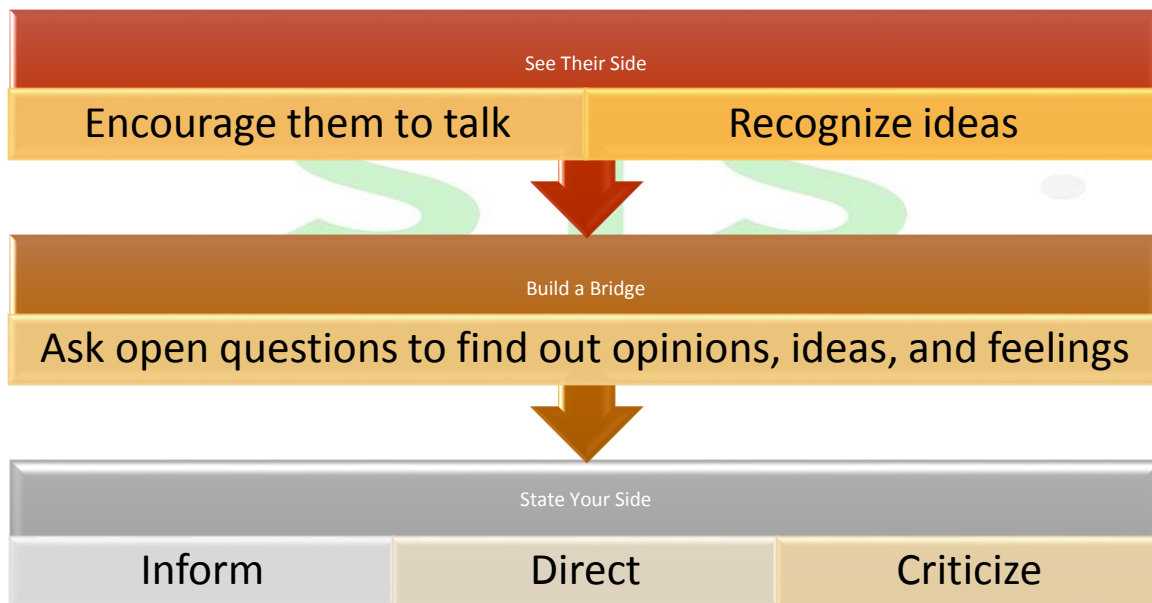 See Their Side
Encourage them to talk
Recognize ideas
Build a Bridge
Ask open questions to find out opinions, ideas, and feelings
State Your Side
Inform
Direct
Criticize